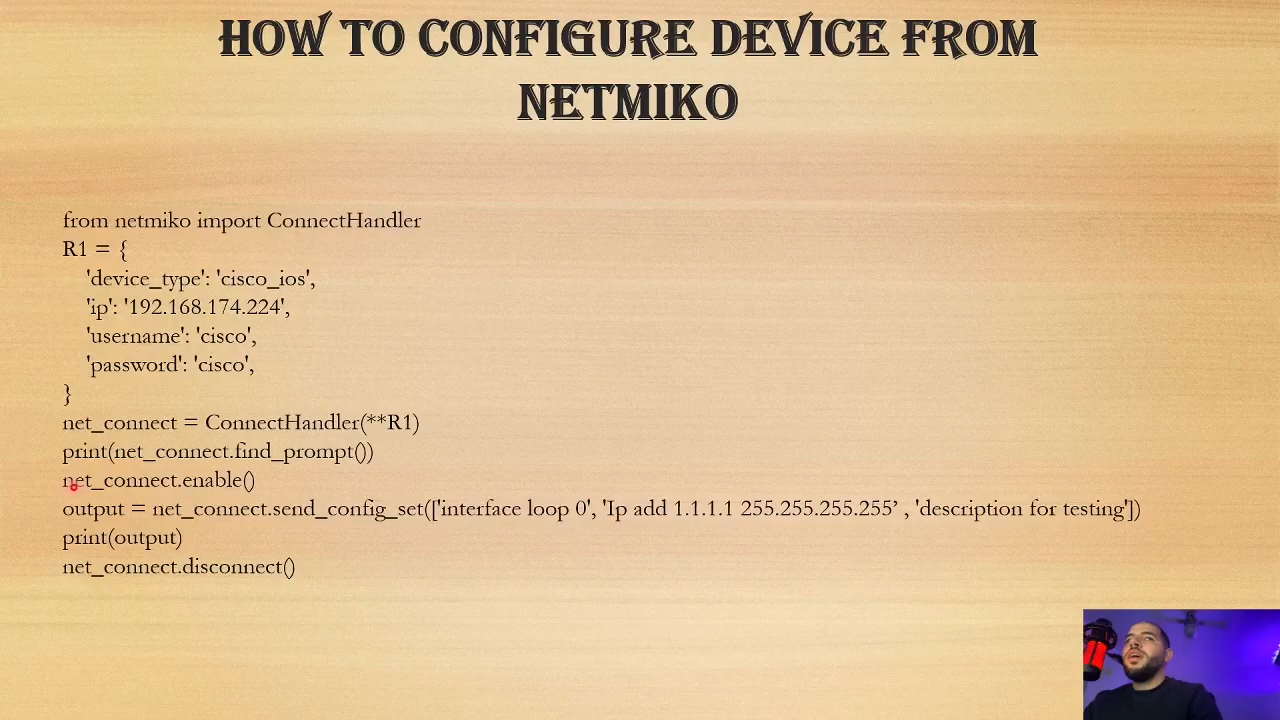 HOW TO CONFIGURE DEVICE FROM
NETMIKO
from netmiko import ConnectHandler
R1 = {
'device_type': 'cisco_ios',
'ip': '192.168.174.224',
'username': 'cisco',
'password': 'cisco',
}
net_connect = ConnectHandler(**R1)
print(net_connect.find_prompt())
net_connect.enable()
output = net_connect.send_config_set(['interface loop 0', 'Ip add 1.1.1.1 255.255.255.255’ , 'description for testing'])
print(output)
net_connect.disconnect()